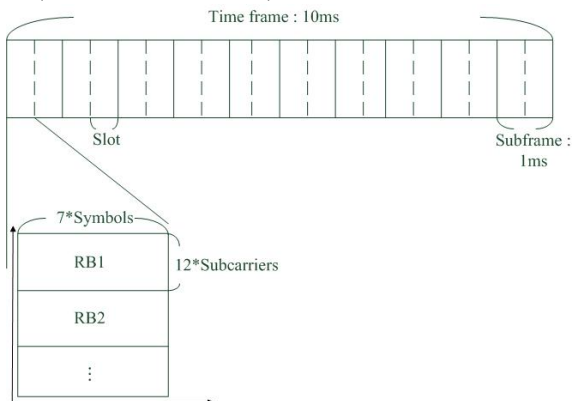 Time frame : 10ms
Slot
Subframe :
1ms
7*Symbols
RB1
12*Subcarriers
RB2
⋮